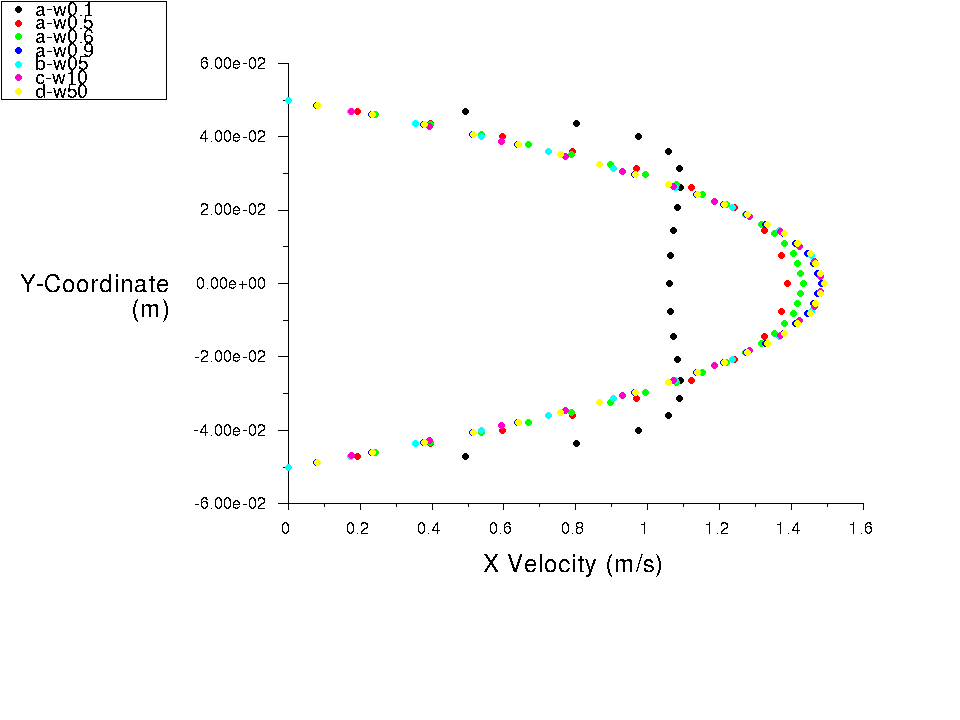 a-w0.1
a-w0.5
a-w0.6
a-w0.9
b-w05
c-w10
d-w50
6.00e-02
4.00e-02
2.00e-02
0.00e+00
-2.00e-02
-4.00e-02
-6.00e-02
Y-Coordinate
(m)
0 0.2 0.4 0.6 0.8 1 1.2 1.4 1.6
X Velocity (m/s)